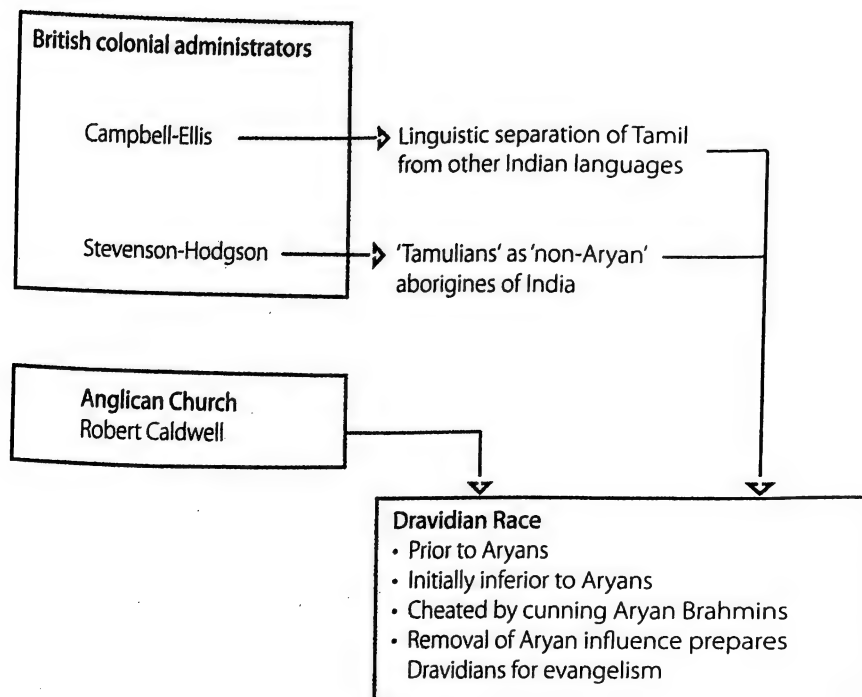 British colonial administrators
Campbell-Ellis
Linguistic separation of Tamil
from other Indian languages
Stevenson-Hodgson
'Tamulians' as 'non-Aryan'
aborigines of India
Anglican Church
Robert Caldwell
Dravidian Race
• Prior to Aryans
• Initially inferior to Aryans
• Cheated by cunning Aryan Brahmins
• Removal of Aryan influence prepares
Dravidians for evangelism